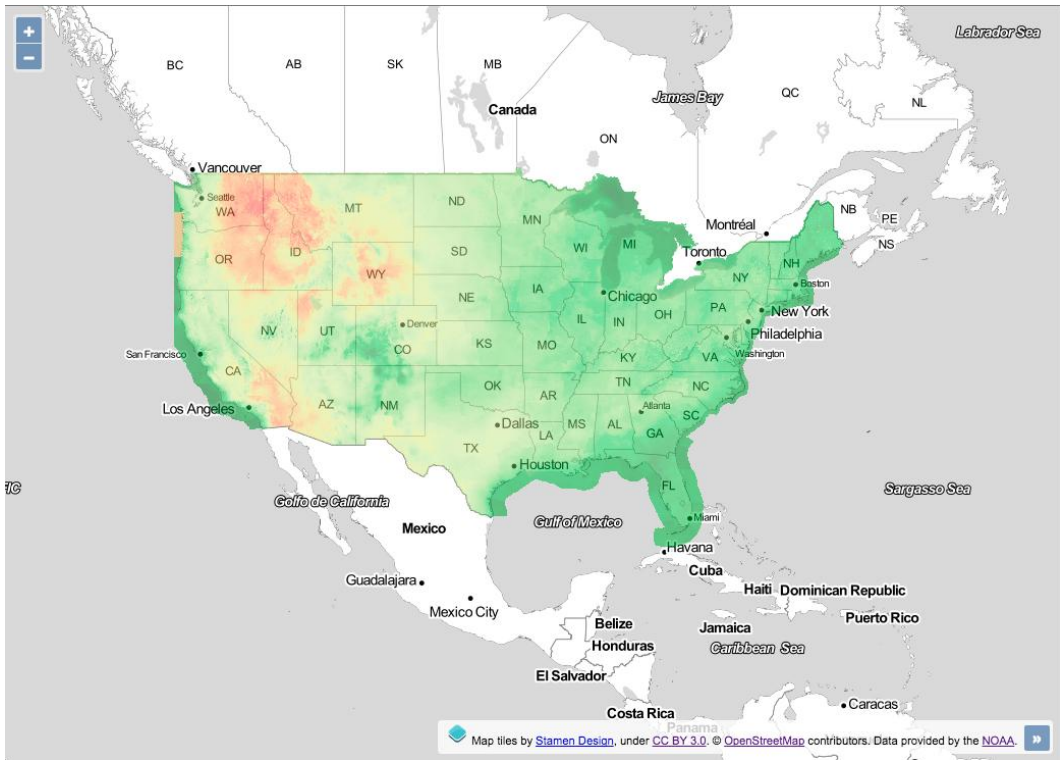 +
−
Labrador Sea
BC
AB
SK
MB
James Bay
QC
NL
Canada
ON
Vancouver
Seattle
WA
MT
ND
MN
NB
PE
NS
Montréal
OR
ID
SD
WI
MI
Toronto
NH
WY
NY
Boston
NE
IA
Chicago
PA
New York
NV
UT
Denver
IL
IN
OH
Philadelphia
San Francisco
CO
KS
MO
KY
VA
Washington
CA
Los Angeles
AZ
NM
OK
TN
NC
AR
Atlanta
SC
Dallas
MS
AL
GA
TX
LA
Houston
FL
IC
Golfo de California
Sargasso Sea
Mexico
Gulf of Mexico
Miami
Havana
Cuba
Guadalajara
Haiti
Dominican Republic
Mexico City
Puerto Rico
Belize
Jamaica
Honduras
Caribbean Sea
El Salvador
Caracas
Costa Rica
Panama
Map tiles by Stamen Design, under CC BY 3.0. © OpenStreetMap contributors. Data provided by the NOAA.
»